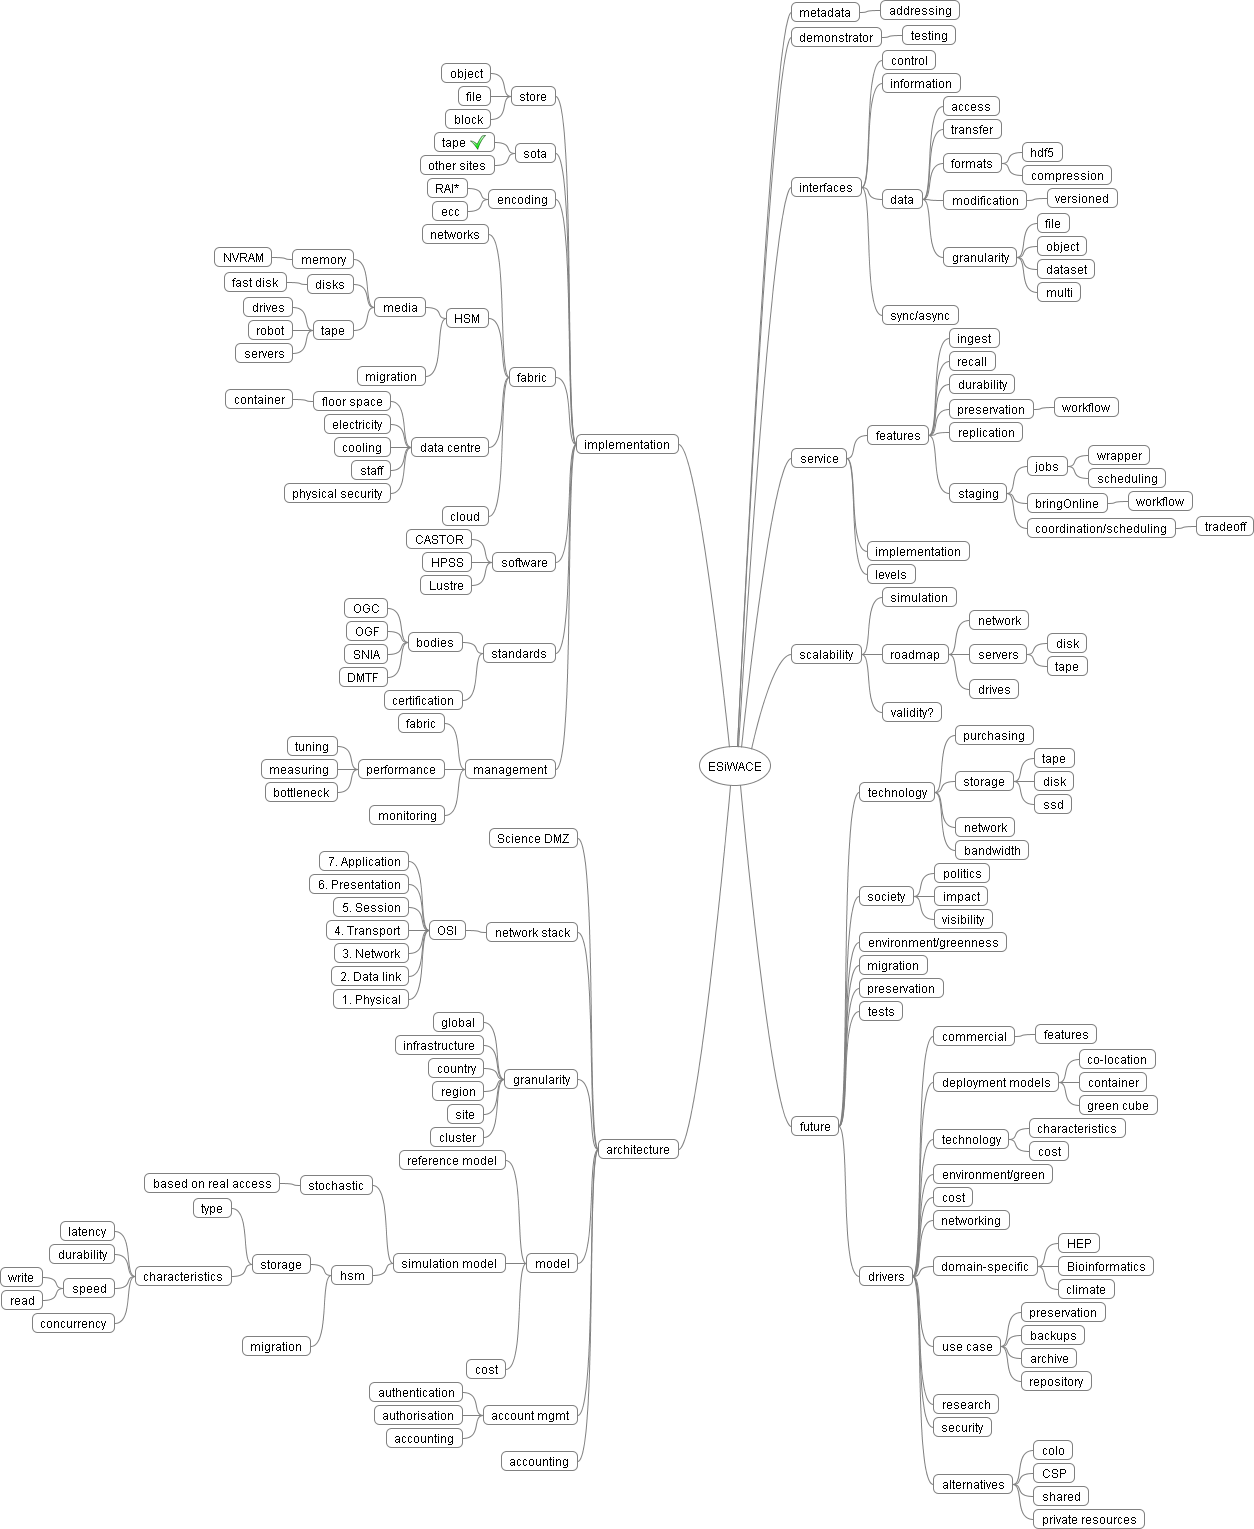 ESiWACE
metadata
addressing
demonstrator
testing
interfaces
control
information
data
access
transfer
formats
hdf5
compression
modification
versioned
granularity
file
object
dataset
multi
sync/async
service
features
ingest
recall
durability
preservation
workflow
replication
staging
jobs
wrapper
scheduling
bringOnline
workflow
coordination/scheduling
tradeoff
implementation
levels
scalability
simulation
roadmap
network
servers
disk
tape
drives
validity?
future
technology
purchasing
storage
tape
disk
ssd
network
bandwidth
society
politics
impact
visibility
environment/greenness
migration
preservation
tests
drivers
commercial
features
deployment models
co-location
container
green cube
technology
characteristics
cost
environment/green
cost
networking
domain-specific
HEP
Bioinformatics
climate
use case
preservation
backups
archive
repository
research
security
alternatives
colo
CSP
shared
private resources
implementation
store
object
file
block
sota
tape
other sites
encoding
RAI*
ecc
fabric
networks
HSM
media
memory
NVRAM
disks
fast disk
tape
drives
robot
servers
migration
data centre
floor space
container
electricity
cooling
staff
physical security
cloud
software
CASTOR
HPSS
Lustre
standards
bodies
OGC
OGF
SNIA
DMTF
certification
management
fabric
performance
tuning
measuring
bottleneck
monitoring
architecture
Science DMZ
network stack
OSI
7. Application
6. Presentation
5. Session
4. Transport
3. Network
2. Data link
1. Physical
granularity
global
infrastructure
country
region
site
cluster
model
reference model
simulation model
stochastic
based on real access
hsm
storage
type
characteristics
latency
durability
speed
write
read
concurrency
migration
cost
account mgmt
authentication
authorisation
accounting
accounting